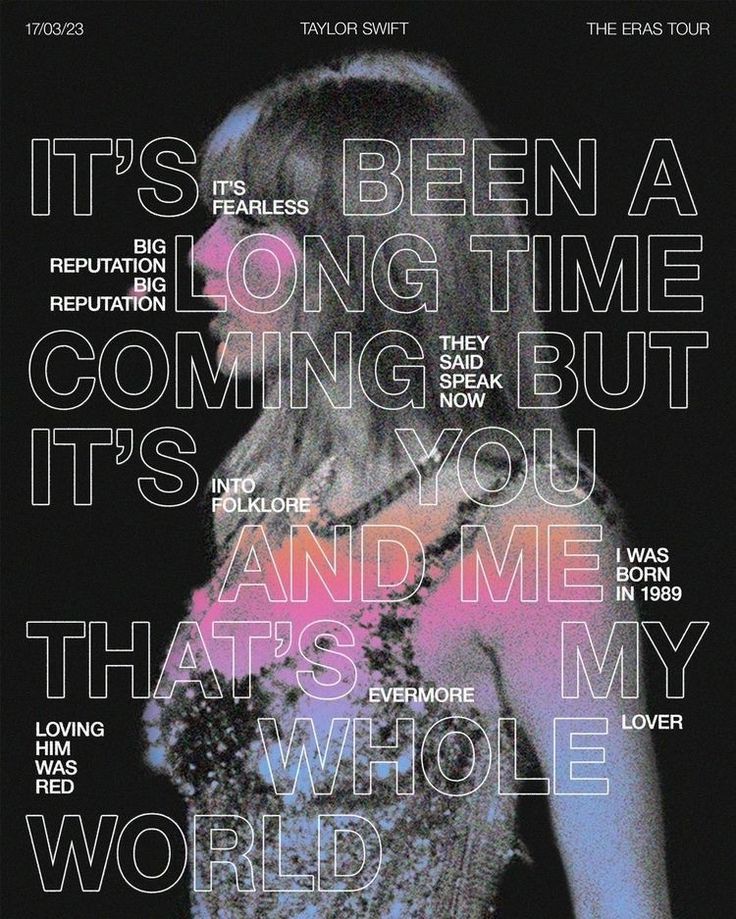 17/03/23 TAYLOR SWIFT THE ERAS TOUR
IT'S BEEN A
IT'S
FEARLESS
BIG
REPUTATION
BIG
REPUTATION
LONG TIME
COMING BUT
THEY
SAID
SPEAK
NOW
IT'S YOU
INTO
FOLKLORE
AND ME
I WAS
BORN
IN 1989
THAT'S MY
EVERMORE
LOVER
LOVING
HIM
WAS
RED
WHOLE
WORLD